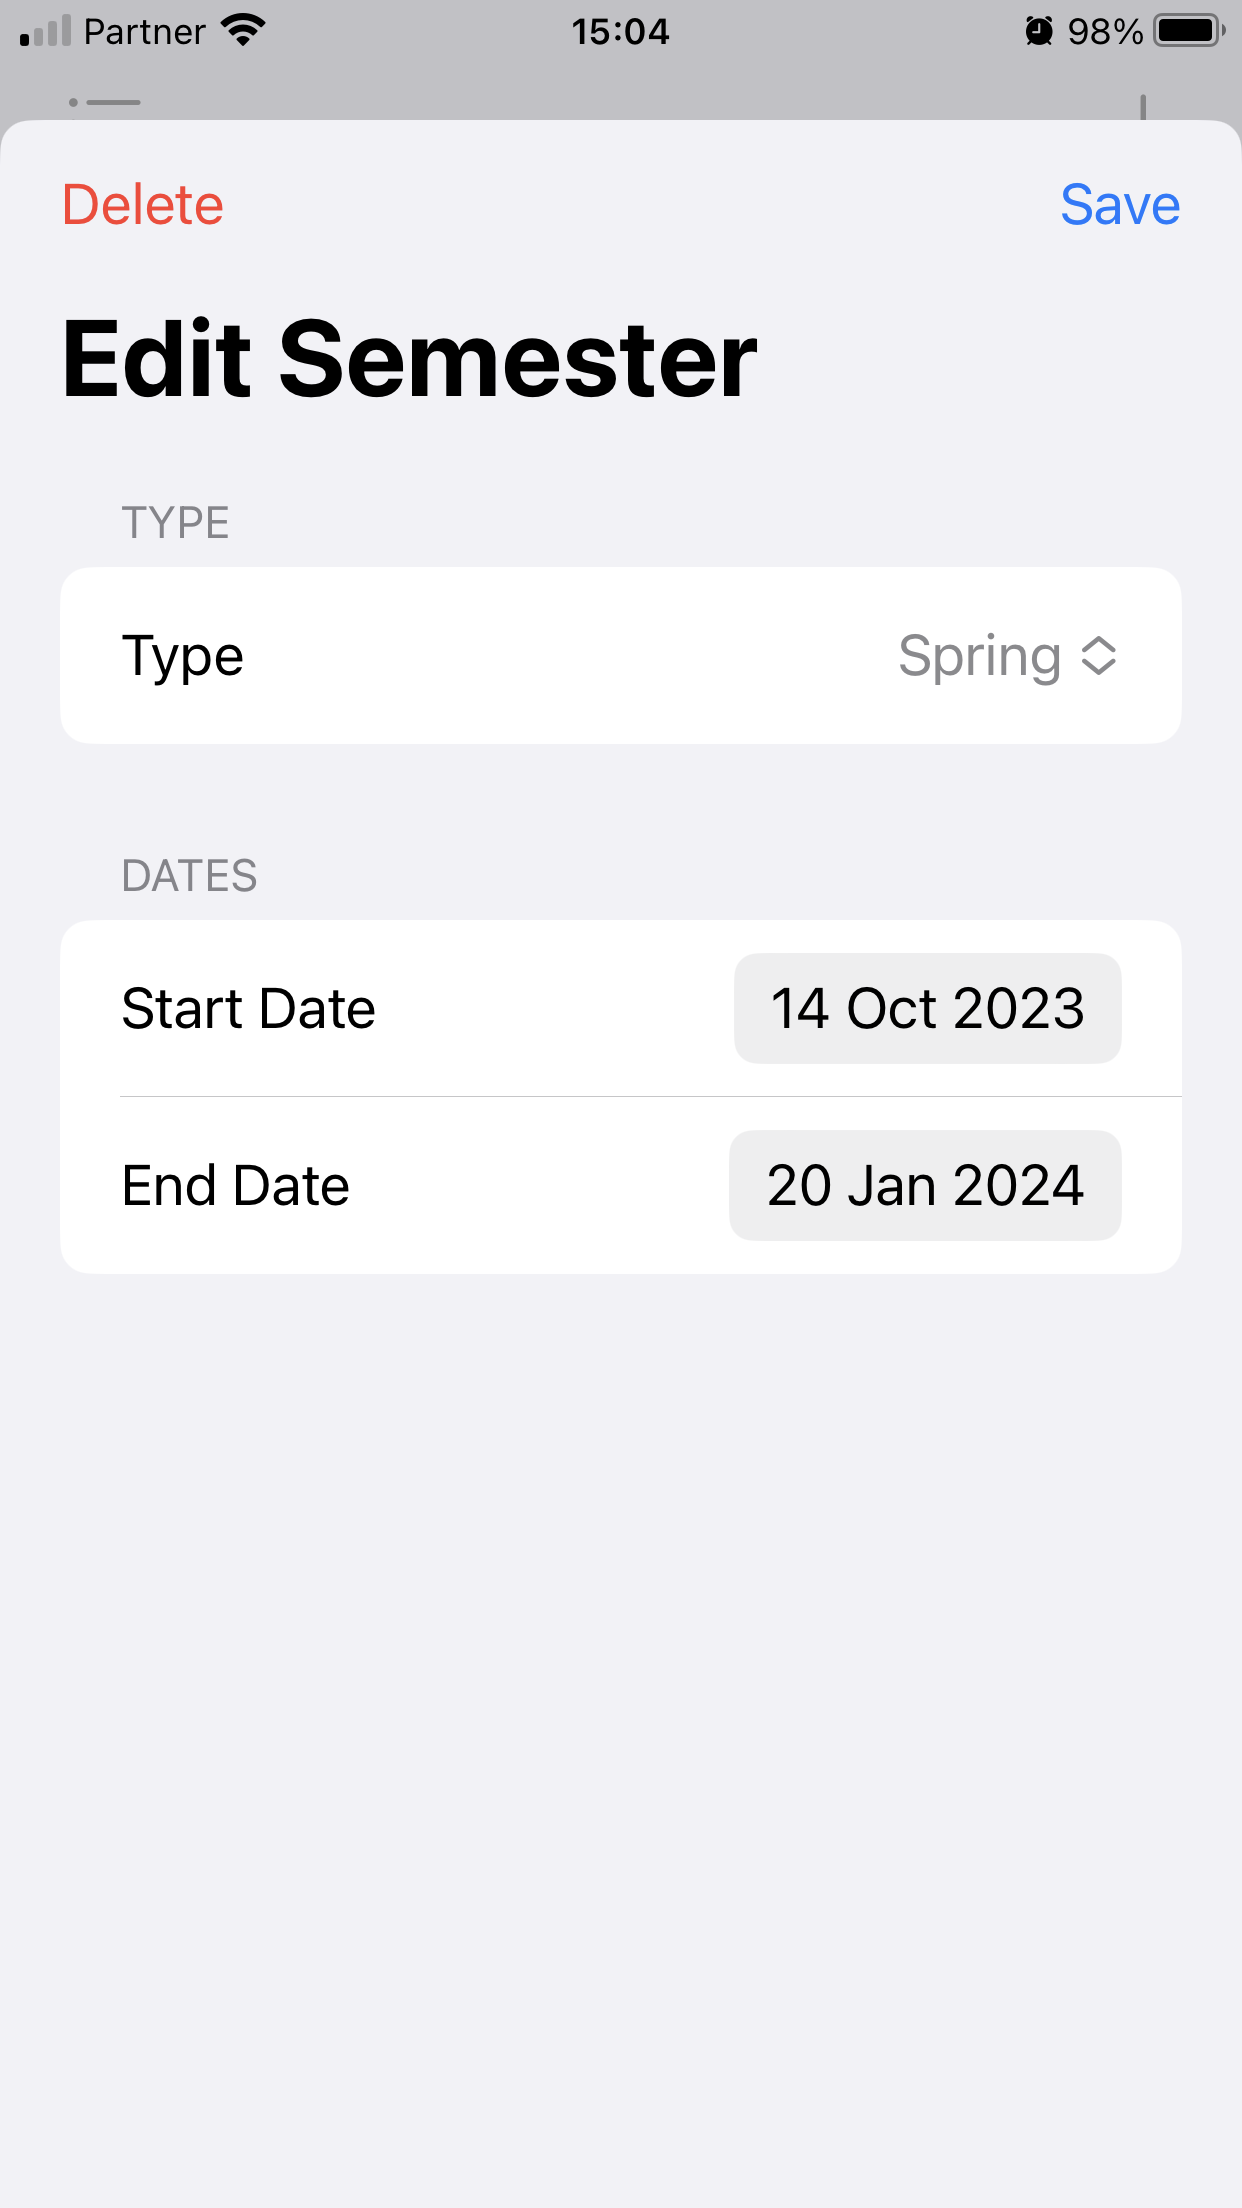 Partner 15:04 98%
Delete Save
Edit Semester
TYPE
Type Spring
DATES
Start Date 14 Oct 2023
End Date 20 Jan 2024